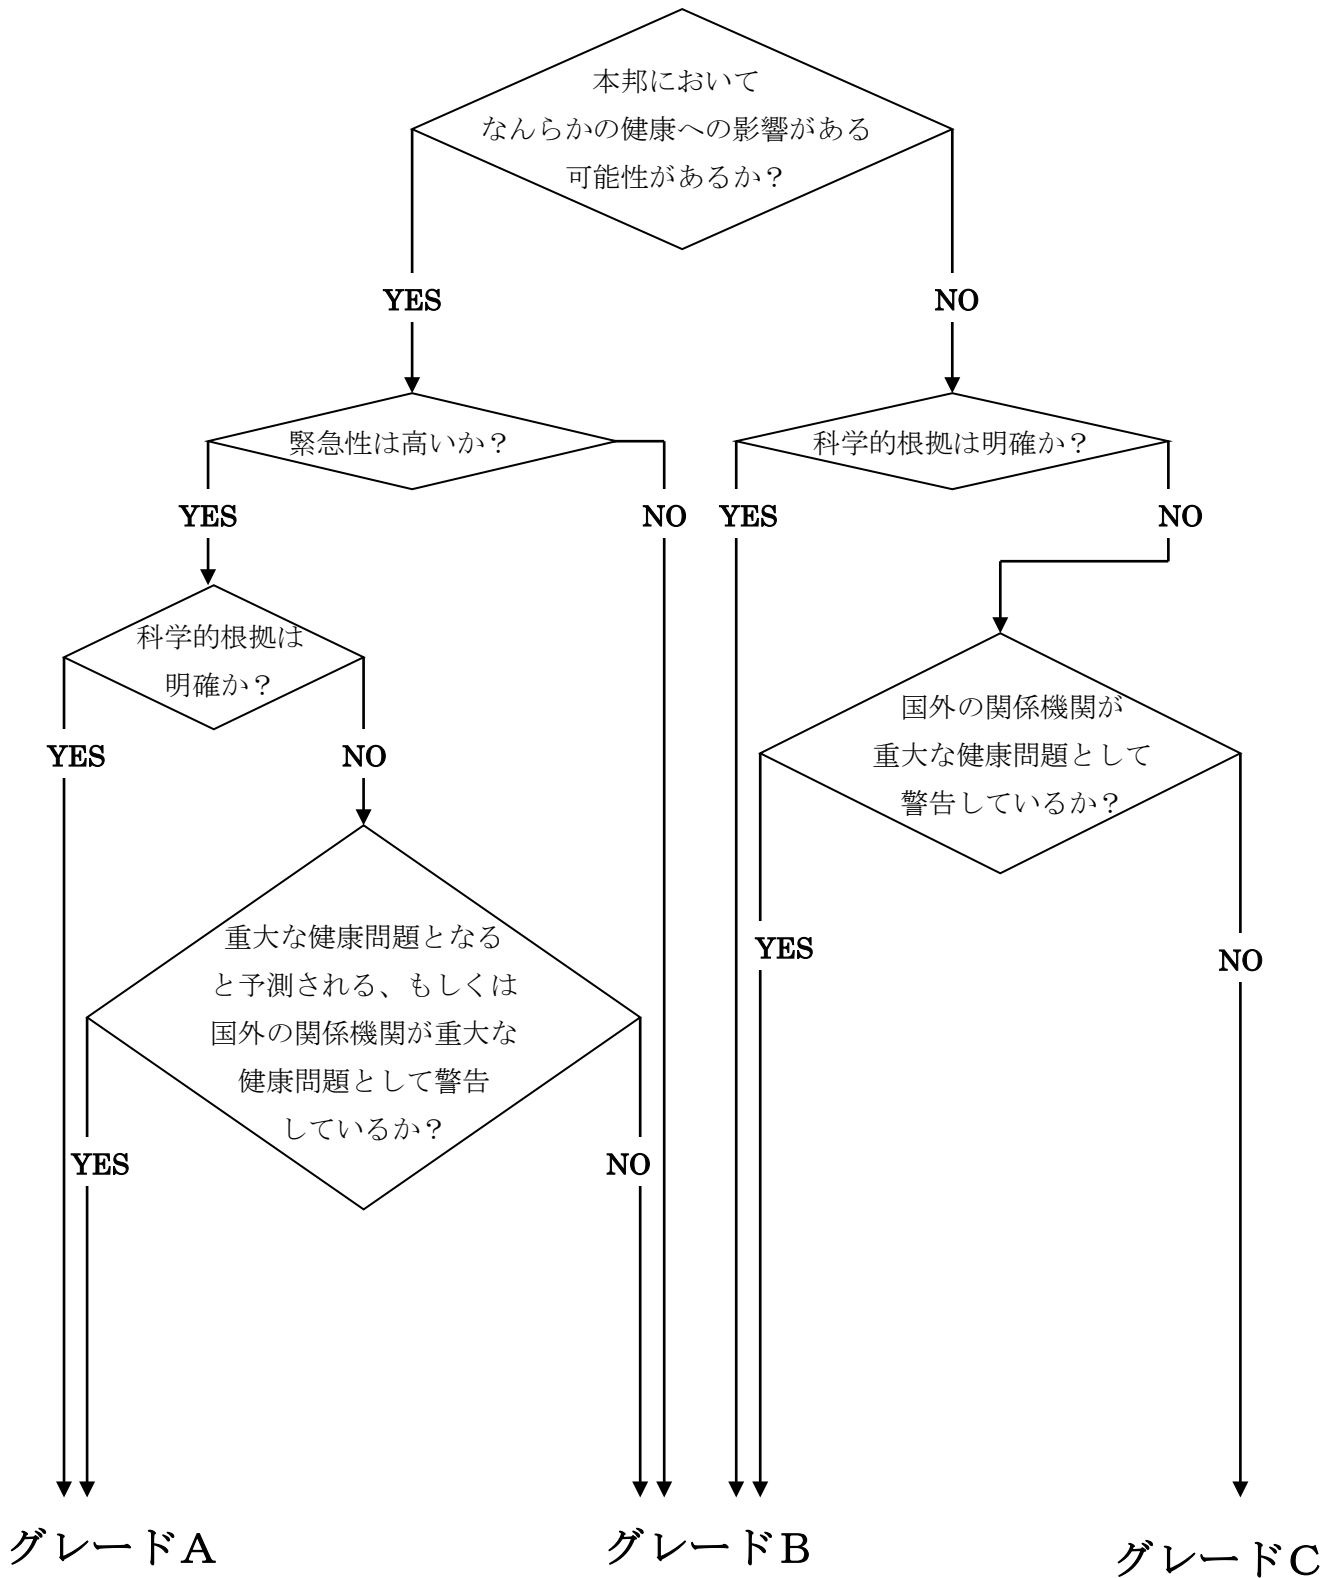 本邦において
なんらかの健康への影響がある
可能性があるか？
YES
NO
緊急性は高いか？
科学的根拠は明確か？
YES
NO
YES
NO
科学的根拠は
明確か？
国外の関係機関が
重大な健康問題として
警告しているか？
YES
NO
重大な健康問題となる
と予測される、もしくは
国外の関係機関が重大な
健康問題として警告
しているか？
YES
NO
YES
NO
グレードA
グレードB
グレードC